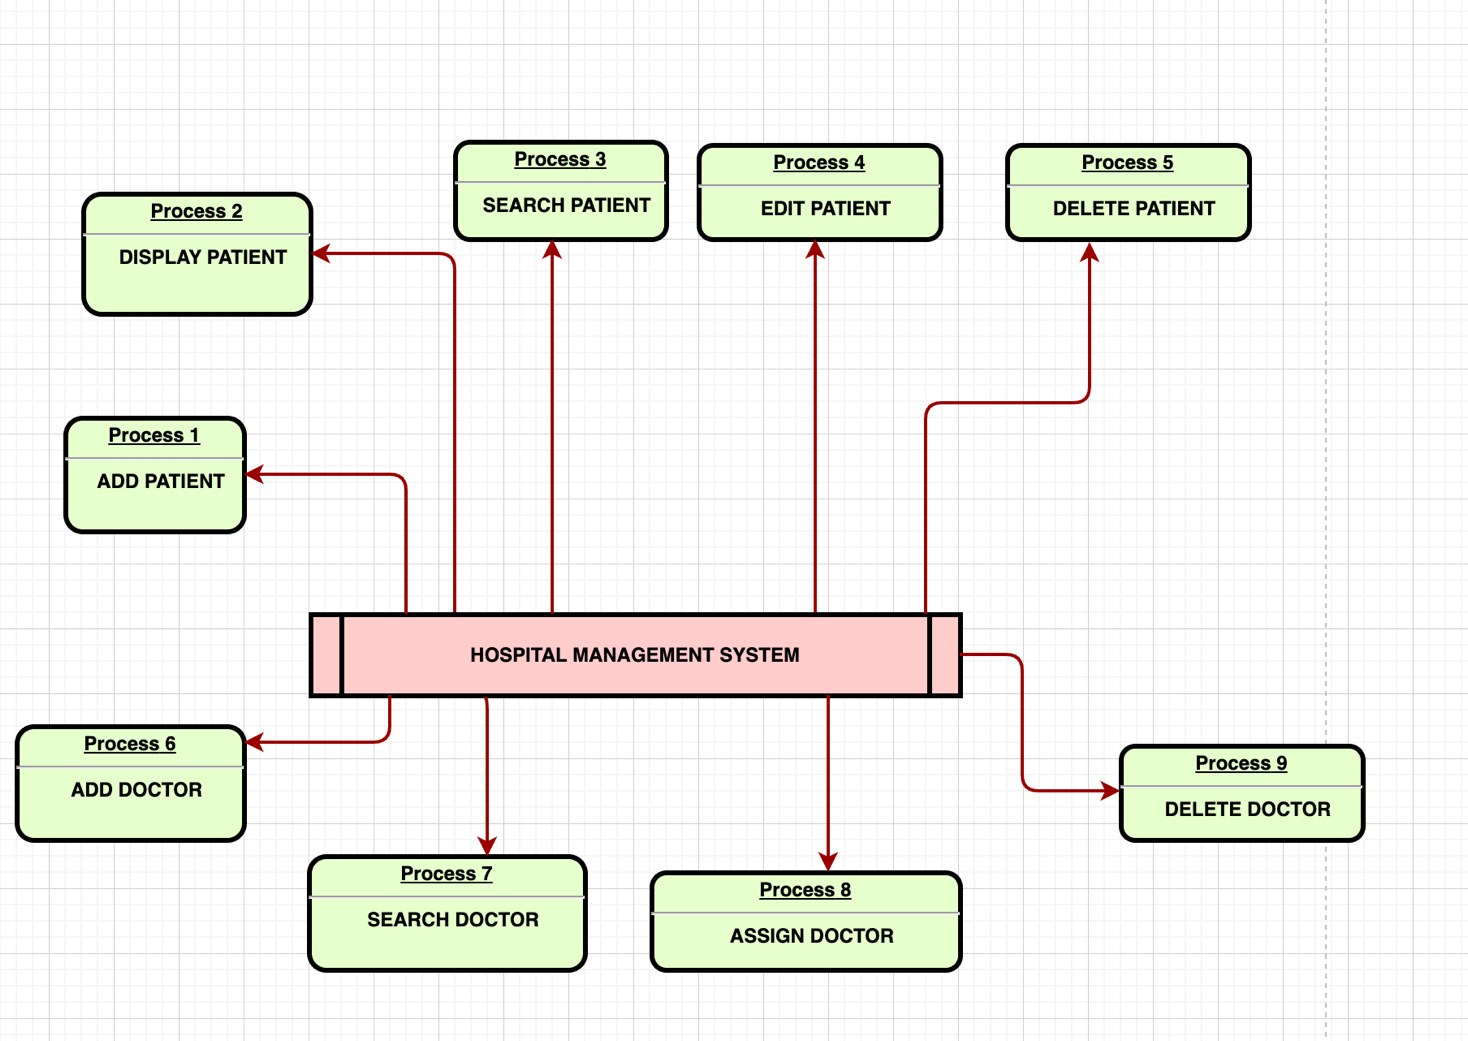 Process 3
SEARCH PATIENT
Process 4
EDIT PATIENT
Process 5
DELETE PATIENT
Process 2
DISPLAY PATIENT
Process 1
ADD PATIENT
HOSPITAL MANAGEMENT SYSTEM
Process 6
ADD DOCTOR
Process 9
DELETE DOCTOR
Process 7
SEARCH DOCTOR
Process 8
ASSIGN DOCTOR